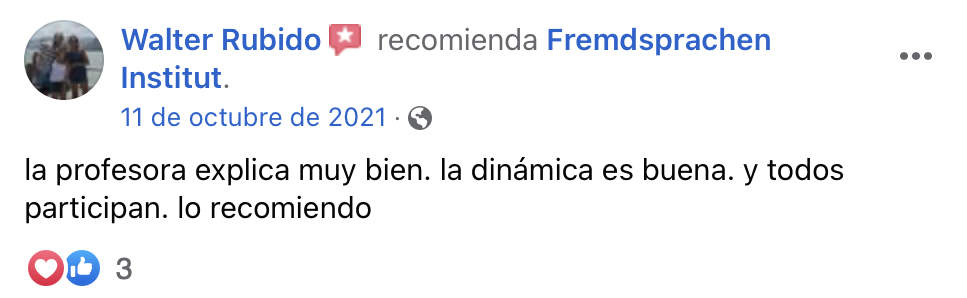 Walter Rubido recomienda Fremdsprachen
Institut.
11 de octubre de 2021 ·
la profesora explica muy bien. la dinámica es buena. y todos
participan. lo recomiendo
3